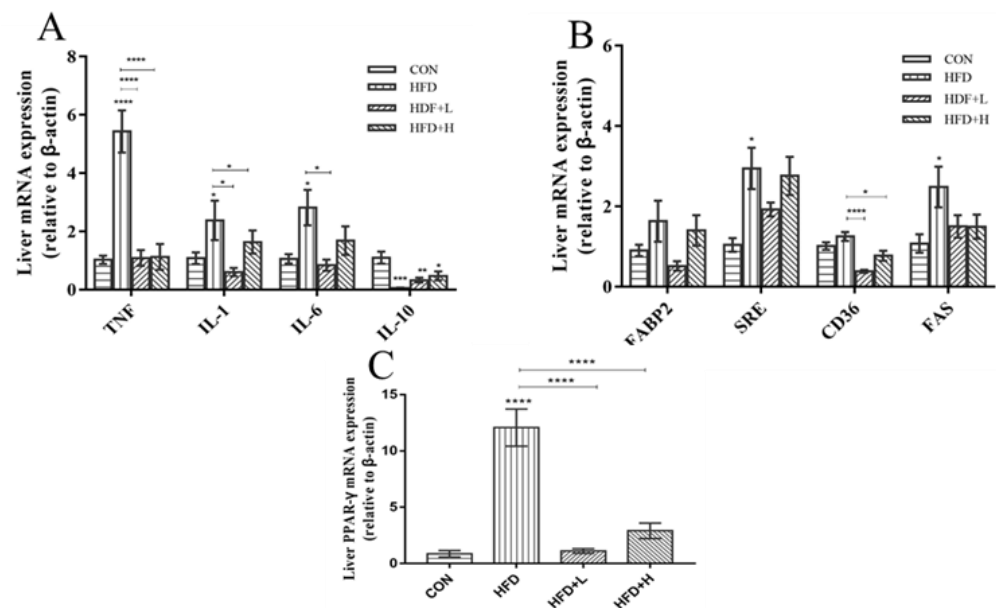 A
Liver mRNA expression
(relative to β-actin)
8
6
4
2
0
****
****
****
*
*
*
*
*
***
**
*
CON
HFD
HDF+L
HFD+H
TNF
IL-1
IL-6
IL-10
B
Liver mRNA expression
(relative to β-actin)
6
4
2
0
*
*
****
*
CON
HFD
HDF+L
HFD+H
FABP2
SRE
CD36
FAS
C
Liver PPAR-γ mRNA expression
(relative to β-actin)
15
10
5
0
****
****
****
CON
HFD
HFD+L
HFD+H